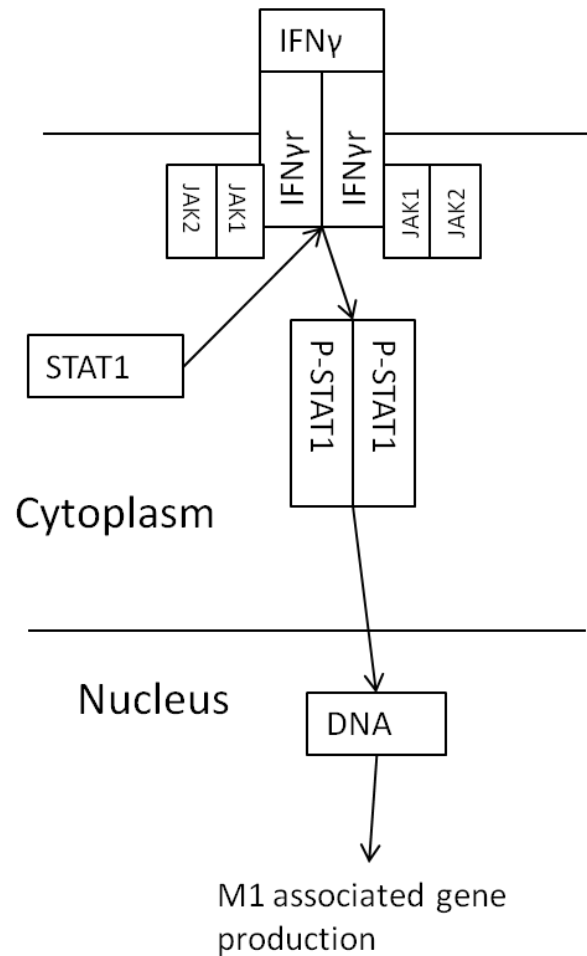 IFNγ
IFNγr
IFNγr
JAK2
JAK1
JAK1
JAK2
STAT1
P-STAT1
P-STAT1
Cytoplasm
Nucleus
DNA
M1 associated gene
production